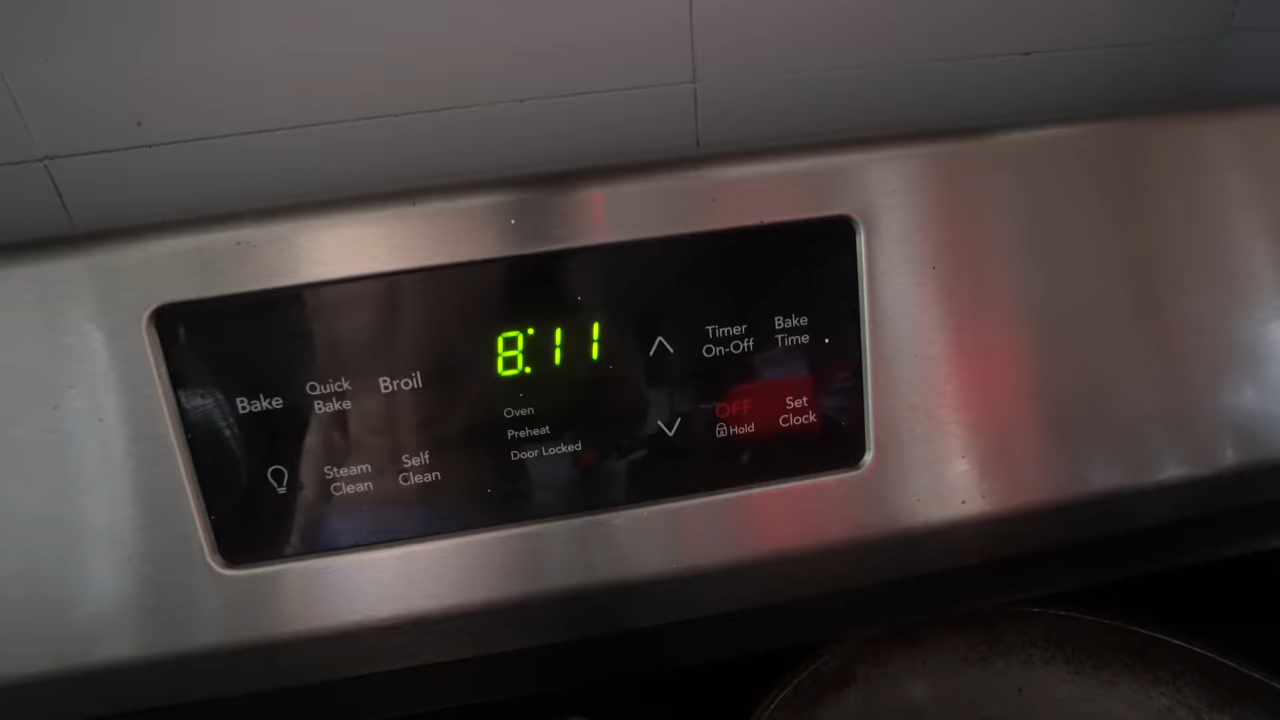 8:11
Bake
Quick
Bake
Broil
Timer
On-Off
Bake
Time
Oven
Preheat
Door Locked
Steam
Clean
Self
Clean
OFF
Hold
Set
Clock